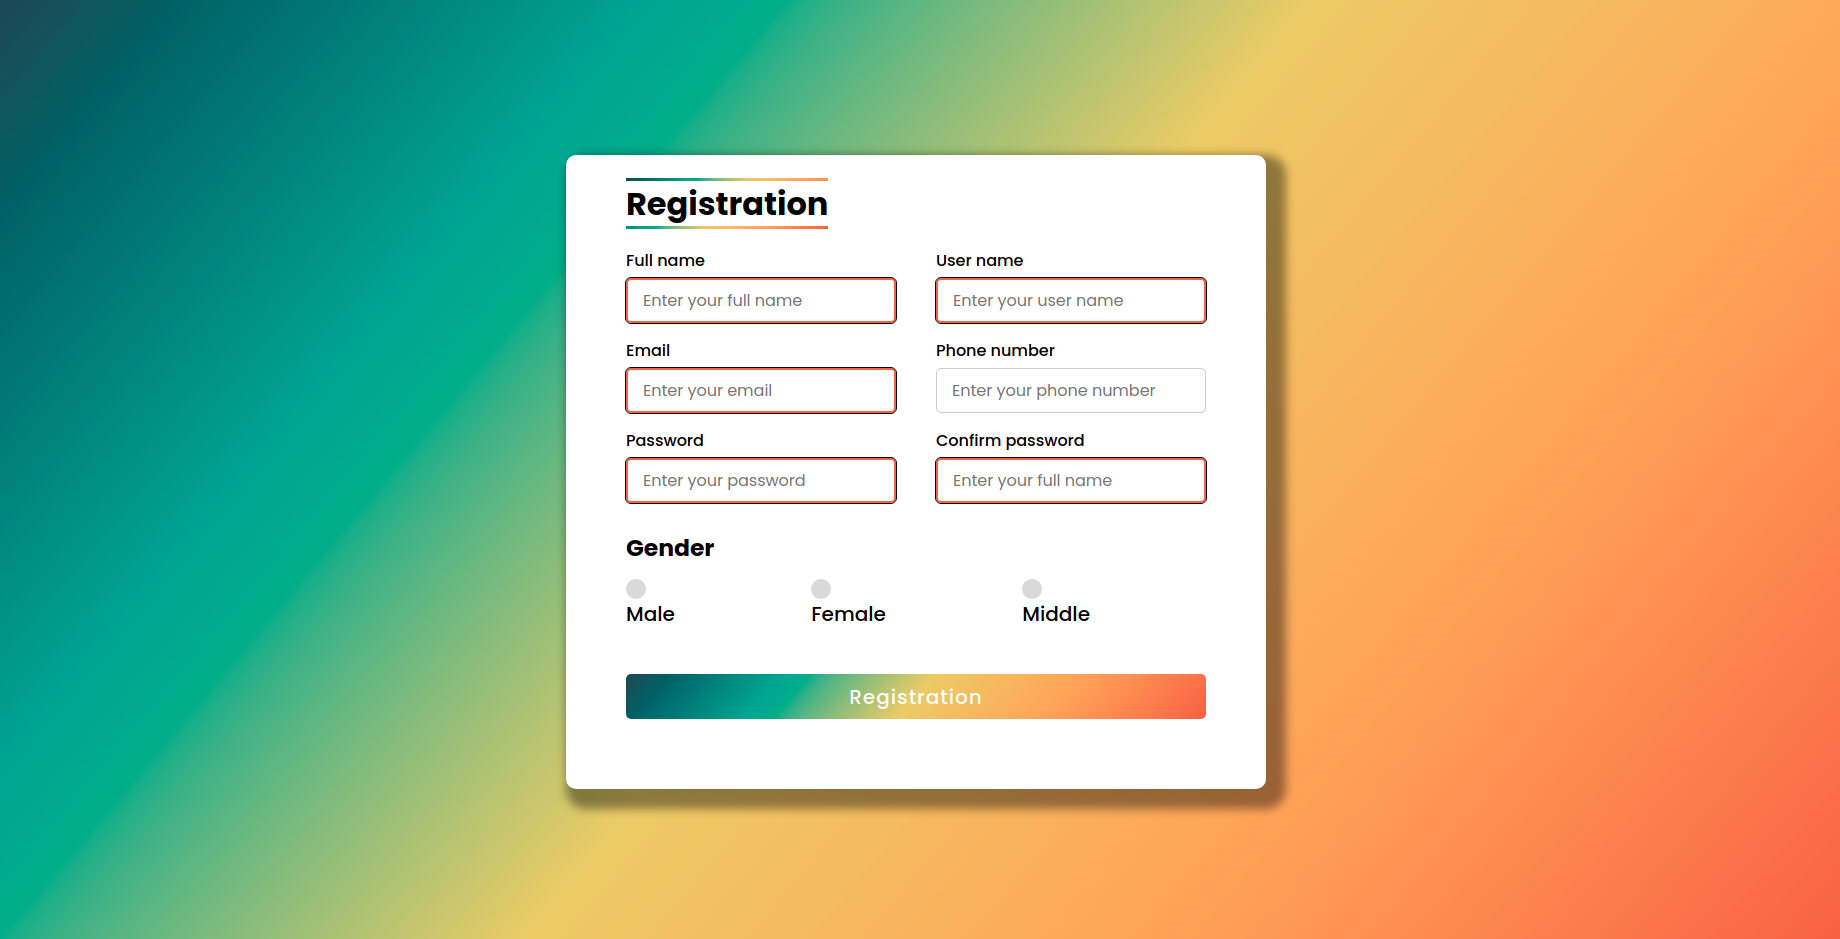 Registration
Full name
User name
Enter your full name
Enter your user name
Email
Phone number
Enter your email
Enter your phone number
Password
Confirm password
Enter your password
Enter your full name
Gender
Male
Female
Middle
Registration